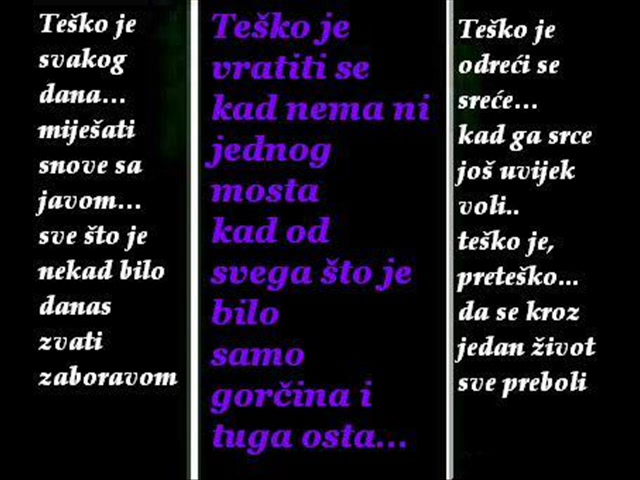 Teško je
svakog
dana...
miješati
snove sa
javom...
sve što je
nekad bilo
danas
zvati
zaboravom
Teško je
vratiti se
kad nema ni
jednog
mosta
kad od
svega što je
bilo
samo
gorčina i
tuga osta...
Teško je
odreći se
sreće...
kad ga srce
još uvijek
voli..
teško je,
preteško...
da se kroz
jedan život
sve preboli